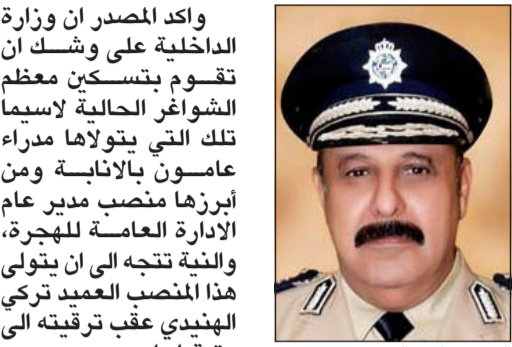 واكد المصدر ان وزارة
الداخلية على وشك ان
تقوم بتسكين معظم
الشواغر الحالية لاسيما
تلك التي يتولاها مدراء
عامون بالانابة ومن
أبرزها منصب مدير عام
الادارة العامة للهجرة،
والنية تتجه الى ان يتولى
هذا المنصب العميد تركي
الهنيدي عقب ترقيته الى